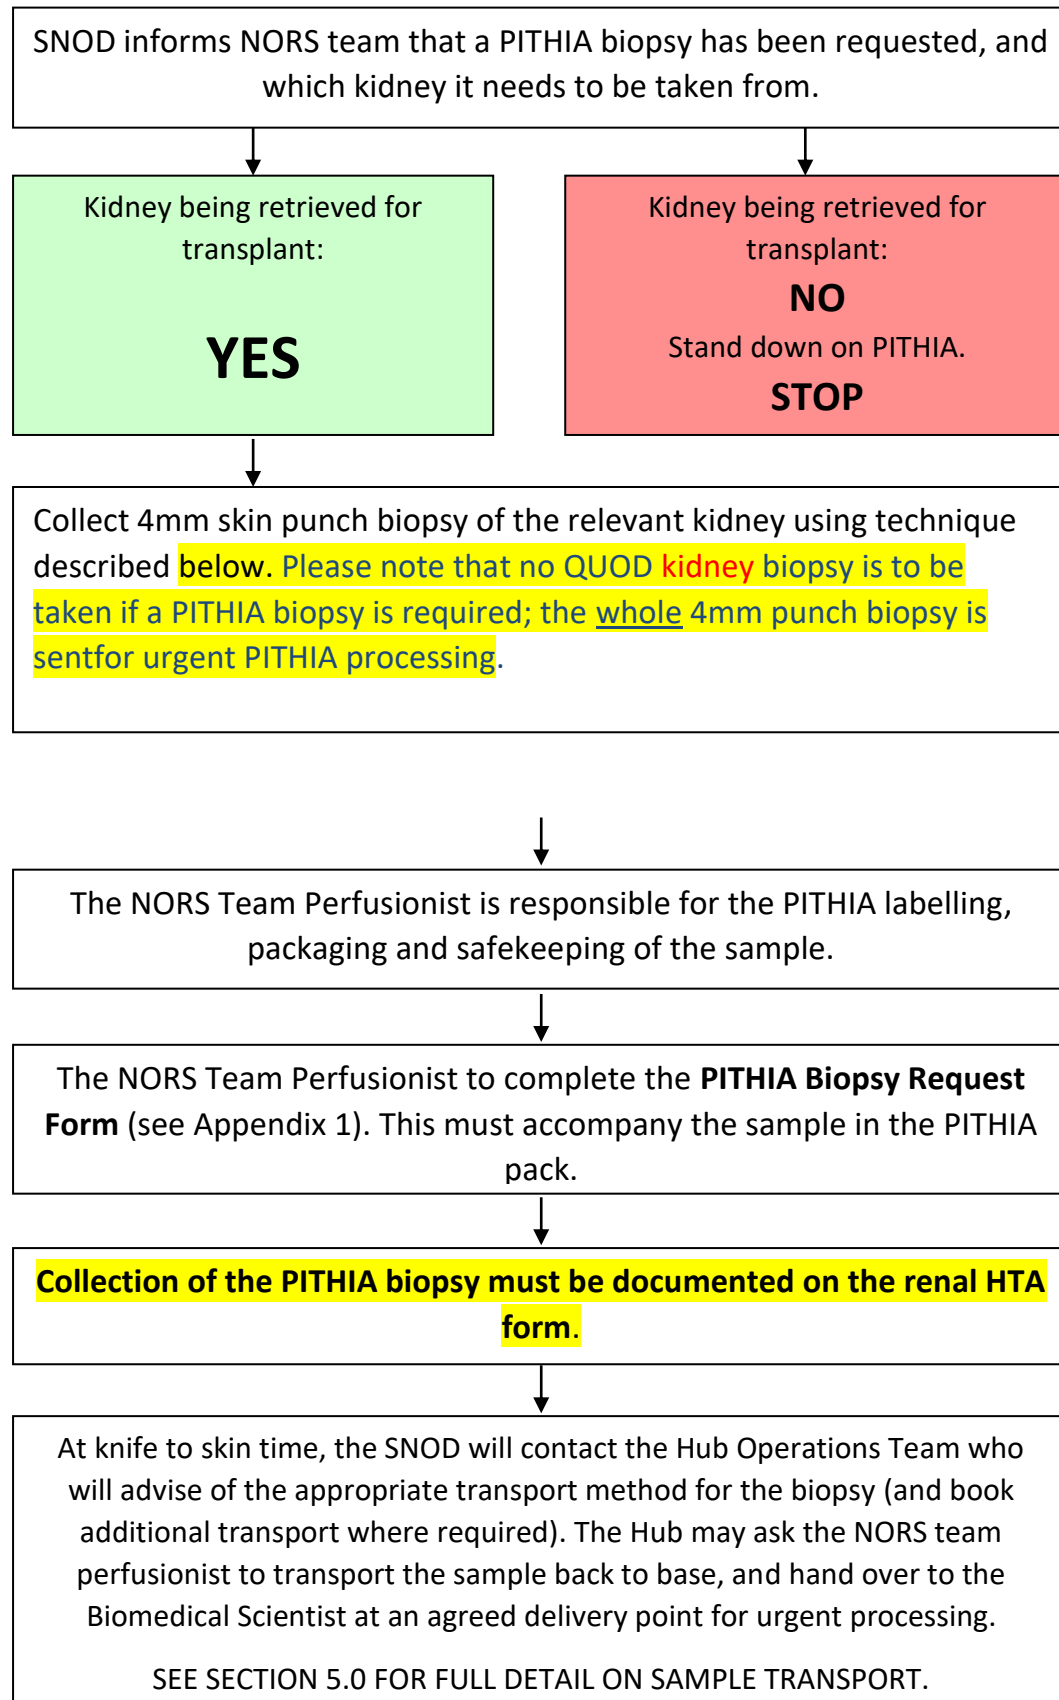 SNOD informs NORS team that a PITHIA biopsy has been requested, and
which kidney it needs to be taken from.
Kidney being retrieved for
transplant:
YES
Kidney being retrieved for
transplant:
NO
Stand down on PITHIA.
STOP
Collect 4mm skin punch biopsy of the relevant kidney using technique
described below. Please note that no QUOD kidney biopsy is to be
taken if a PITHIA biopsy is required; the whole 4mm punch biopsy is
sentfor urgent PITHIA processing.
The NORS Team Perfusionist is responsible for the PITHIA labelling,
packaging and safekeeping of the sample.
The NORS Team Perfusionist to complete the PITHIA Biopsy Request
Form (see Appendix 1). This must accompany the sample in the PITHIA
pack.
Collection of the PITHIA biopsy must be documented on the renal HTA
form.
At knife to skin time, the SNOD will contact the Hub Operations Team who
will advise of the appropriate transport method for the biopsy (and book
additional transport where required). The Hub may ask the NORS team
perfusionist to transport the sample back to base, and hand over to the
Biomedical Scientist at an agreed delivery point for urgent processing.
SEE SECTION 5.0 FOR FULL DETAIL ON SAMPLE TRANSPORT.